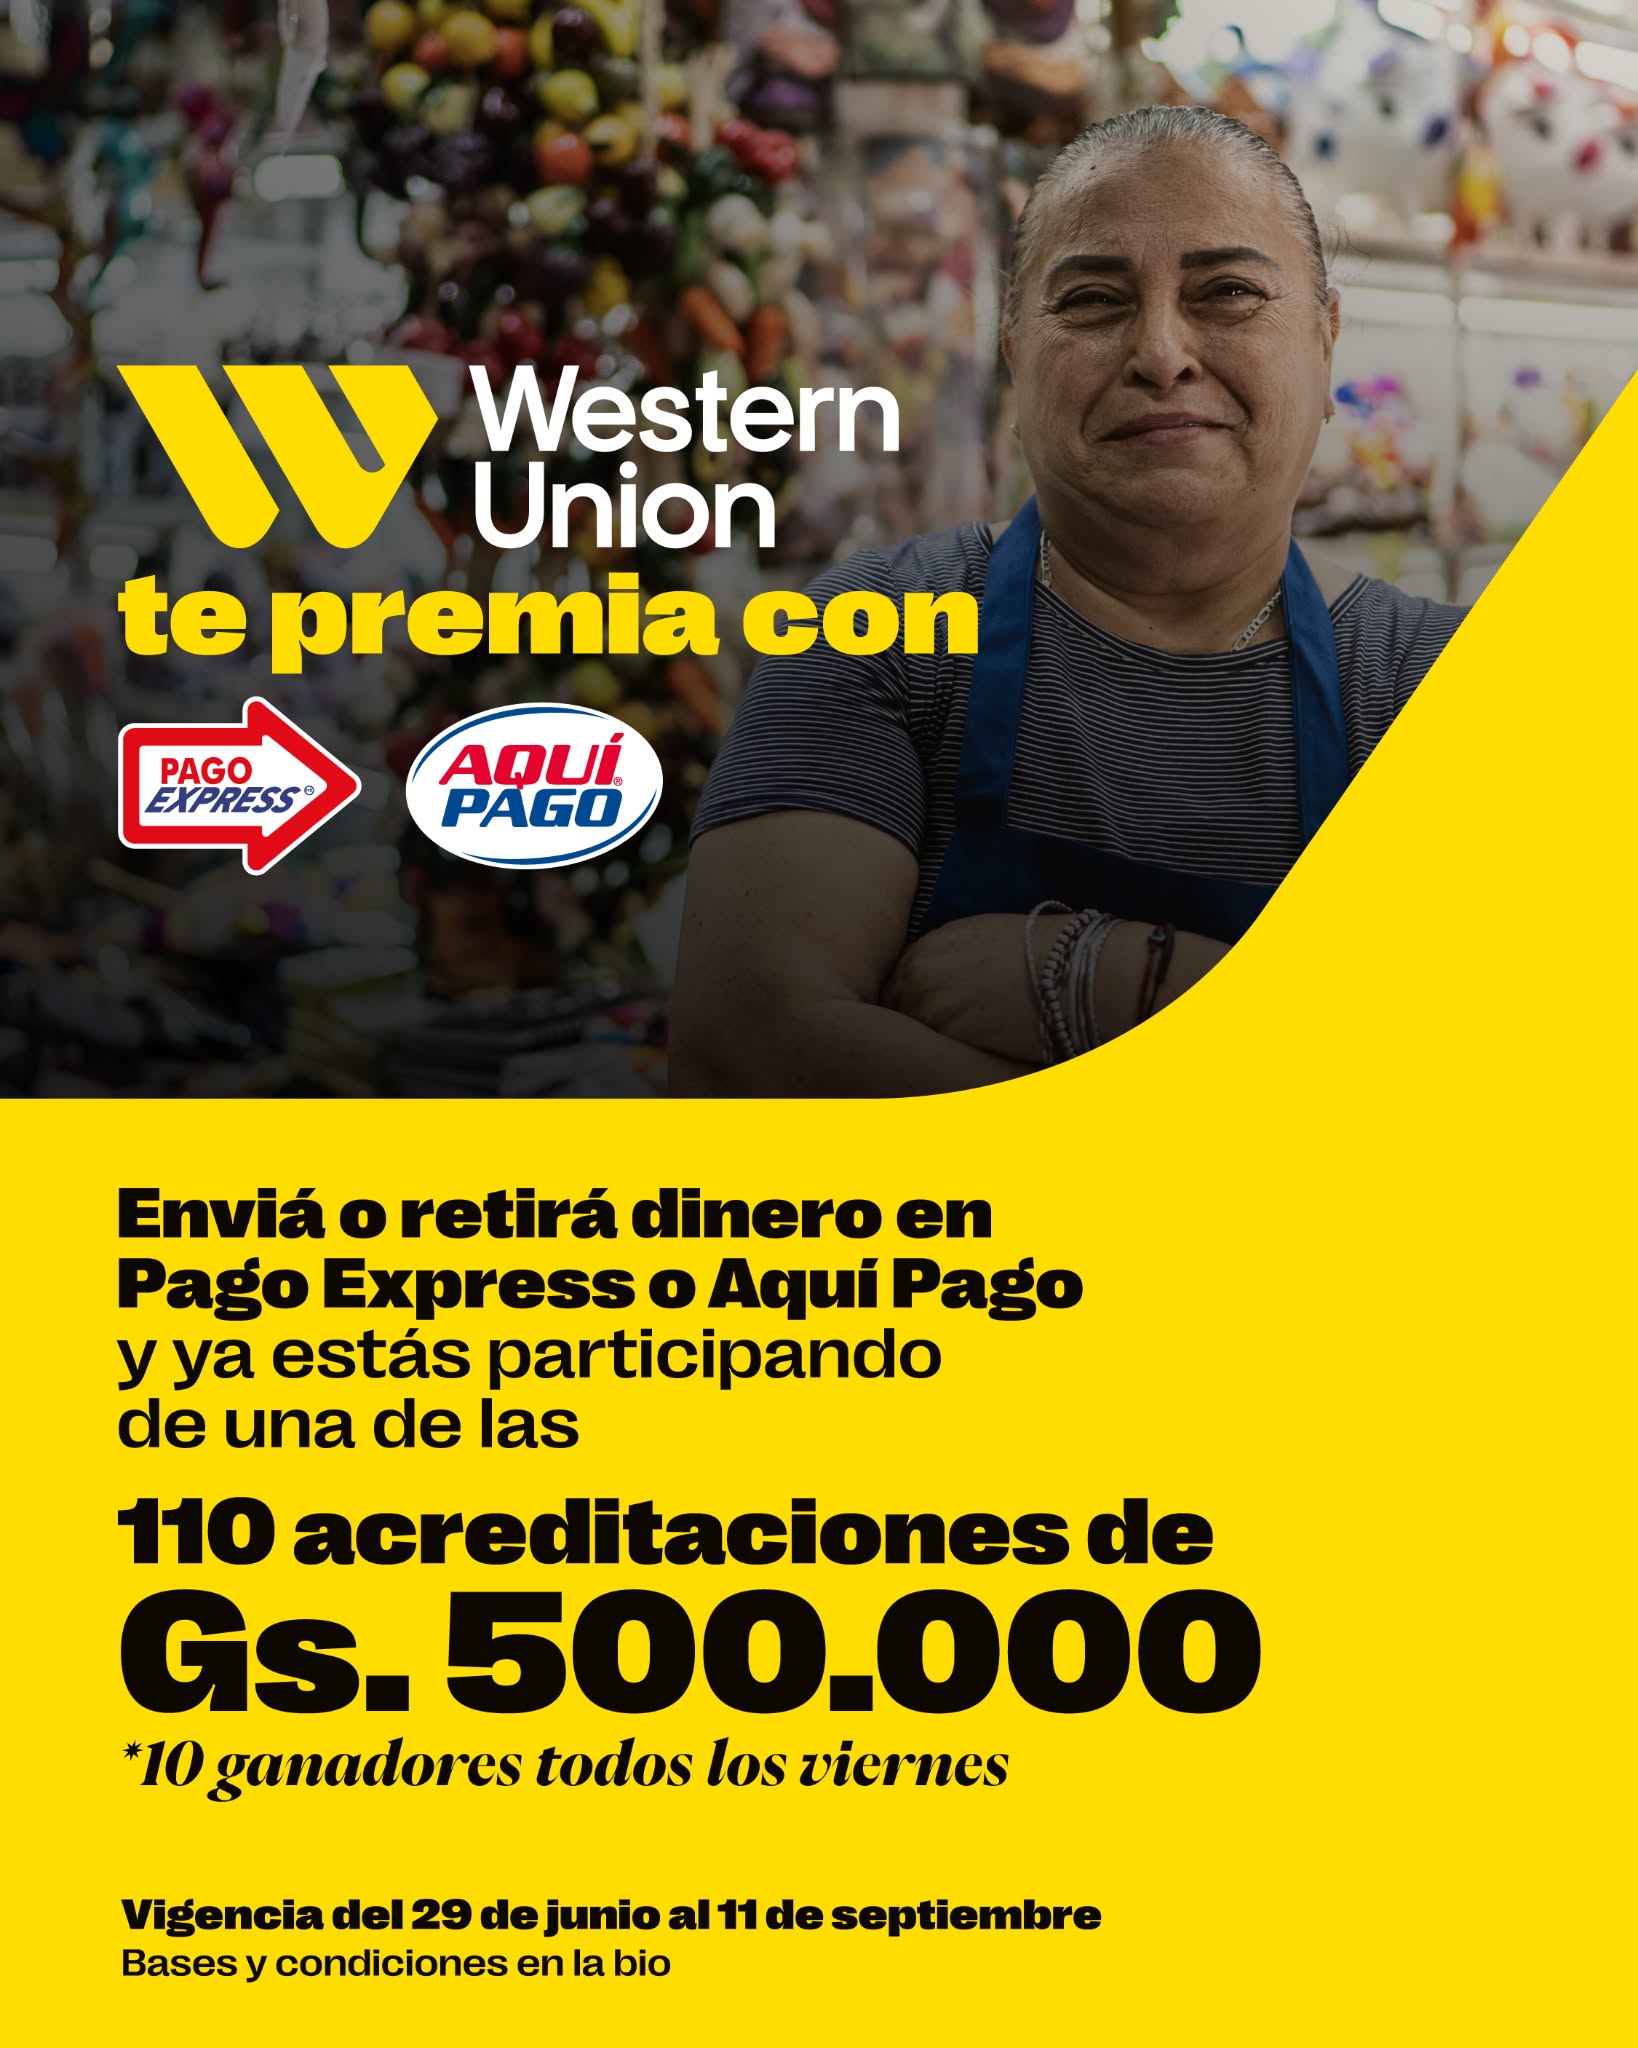 Western
Union
te premia con
PAGO
EXPRESS
AQUÍ
PAGO
Enviá o retirá dinero en
Pago Express o Aquí Pago
y ya estás participando
de una de las
110 acreditaciones de
Gs. 500.000
*10 ganadores todos los viernes
Vigencia del 29 de junio al 11 de septiembre
Bases y condiciones en la bio